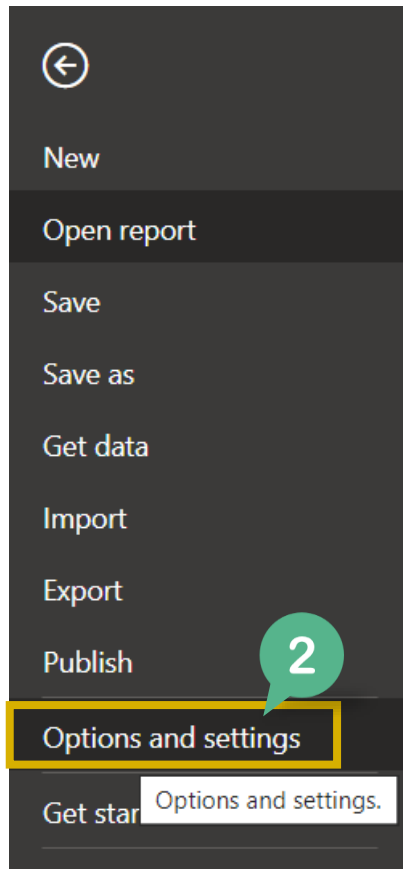 New
Open report
Save
Save as
Get data
Import
Export
Publish
2
Options and settings
Options and settings.
Get star